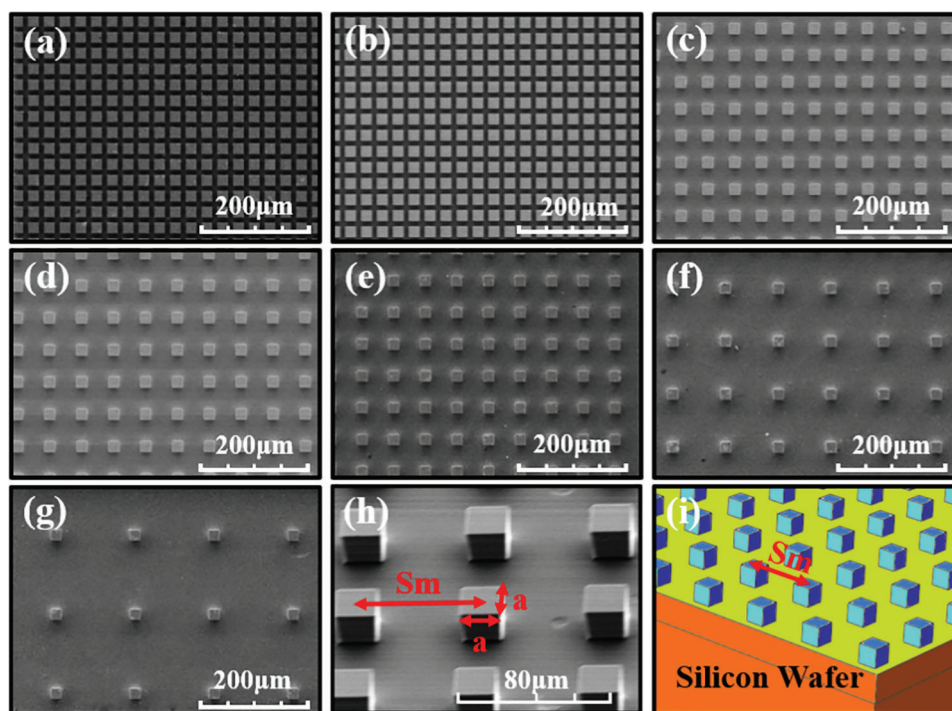 (a)
200μm
(b)
200μm
(c)
200μm
(d)
200μm
(e)
200μm
(f)
200μm
(g)
200μm
(h)
Sm
a
a
80μm
(i)
Sm
Silicon Wafer